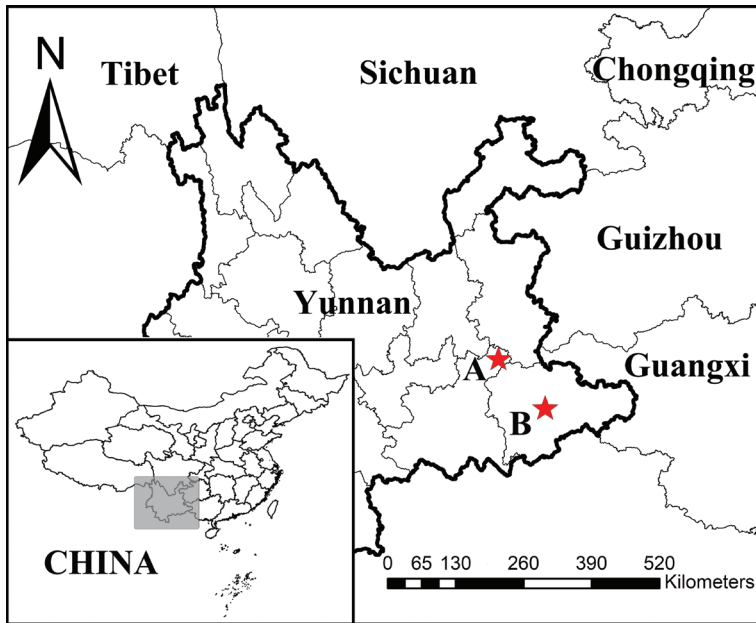 N
Tibet
Sichuan
Chongqing
Guizhou
Yunnan
Guangxi
A
B
CHINA
0 65 130 260 390 520
Kilometers